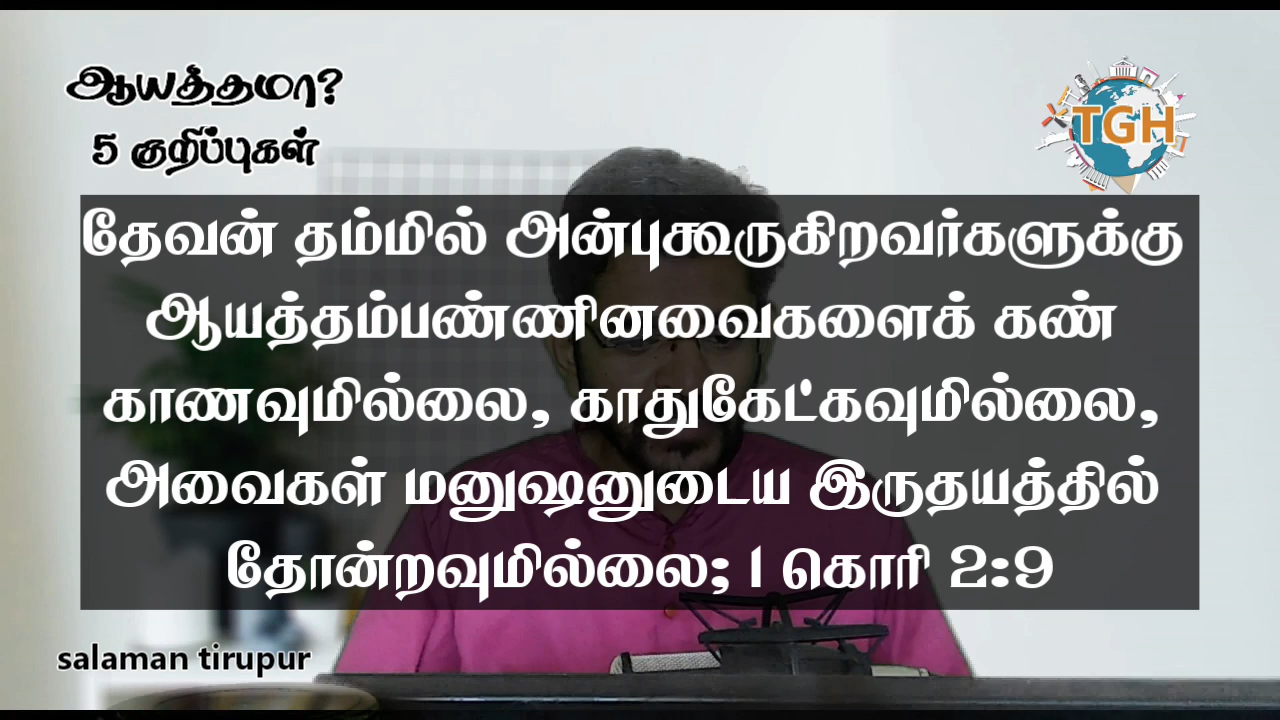 ஆயத்தமா?
5 குறிப்புகள்
TGH
தேவன் தம்மில் அன்புகூருகிறவர்களுக்கு
ஆயத்தம்பண்ணினவைகளைக் கண்
காணவுமில்லை, காதுகேட்கவுமில்லை,
அவைகள் மனுஷனுடைய இருதயத்தில்
தோன்றவுமில்லை; 1 கொரி 2:9
salaman tirupur